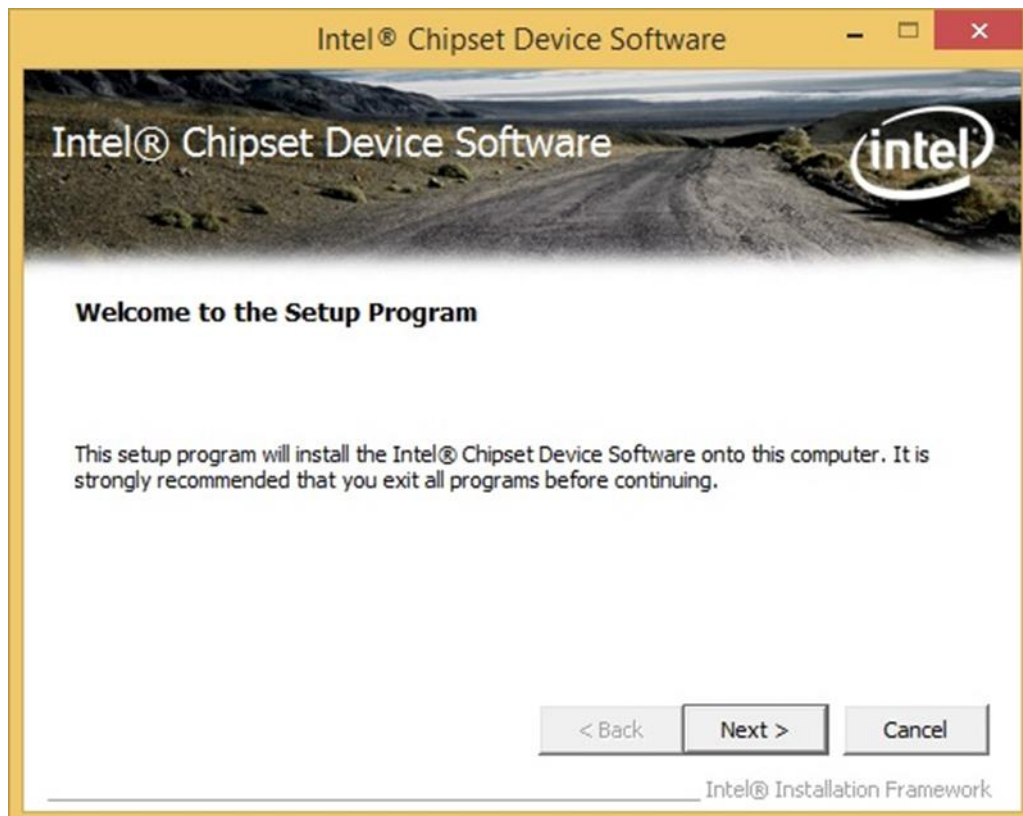 Intel® Chipset Device Software
Intel® Chipset Device Software
intel
Welcome to the Setup Program
This setup program will install the Intel® Chipset Device Software onto this computer. It is
strongly recommended that you exit all programs before continuing.
< Back
Next >
Cancel
Intel® Installation Framework